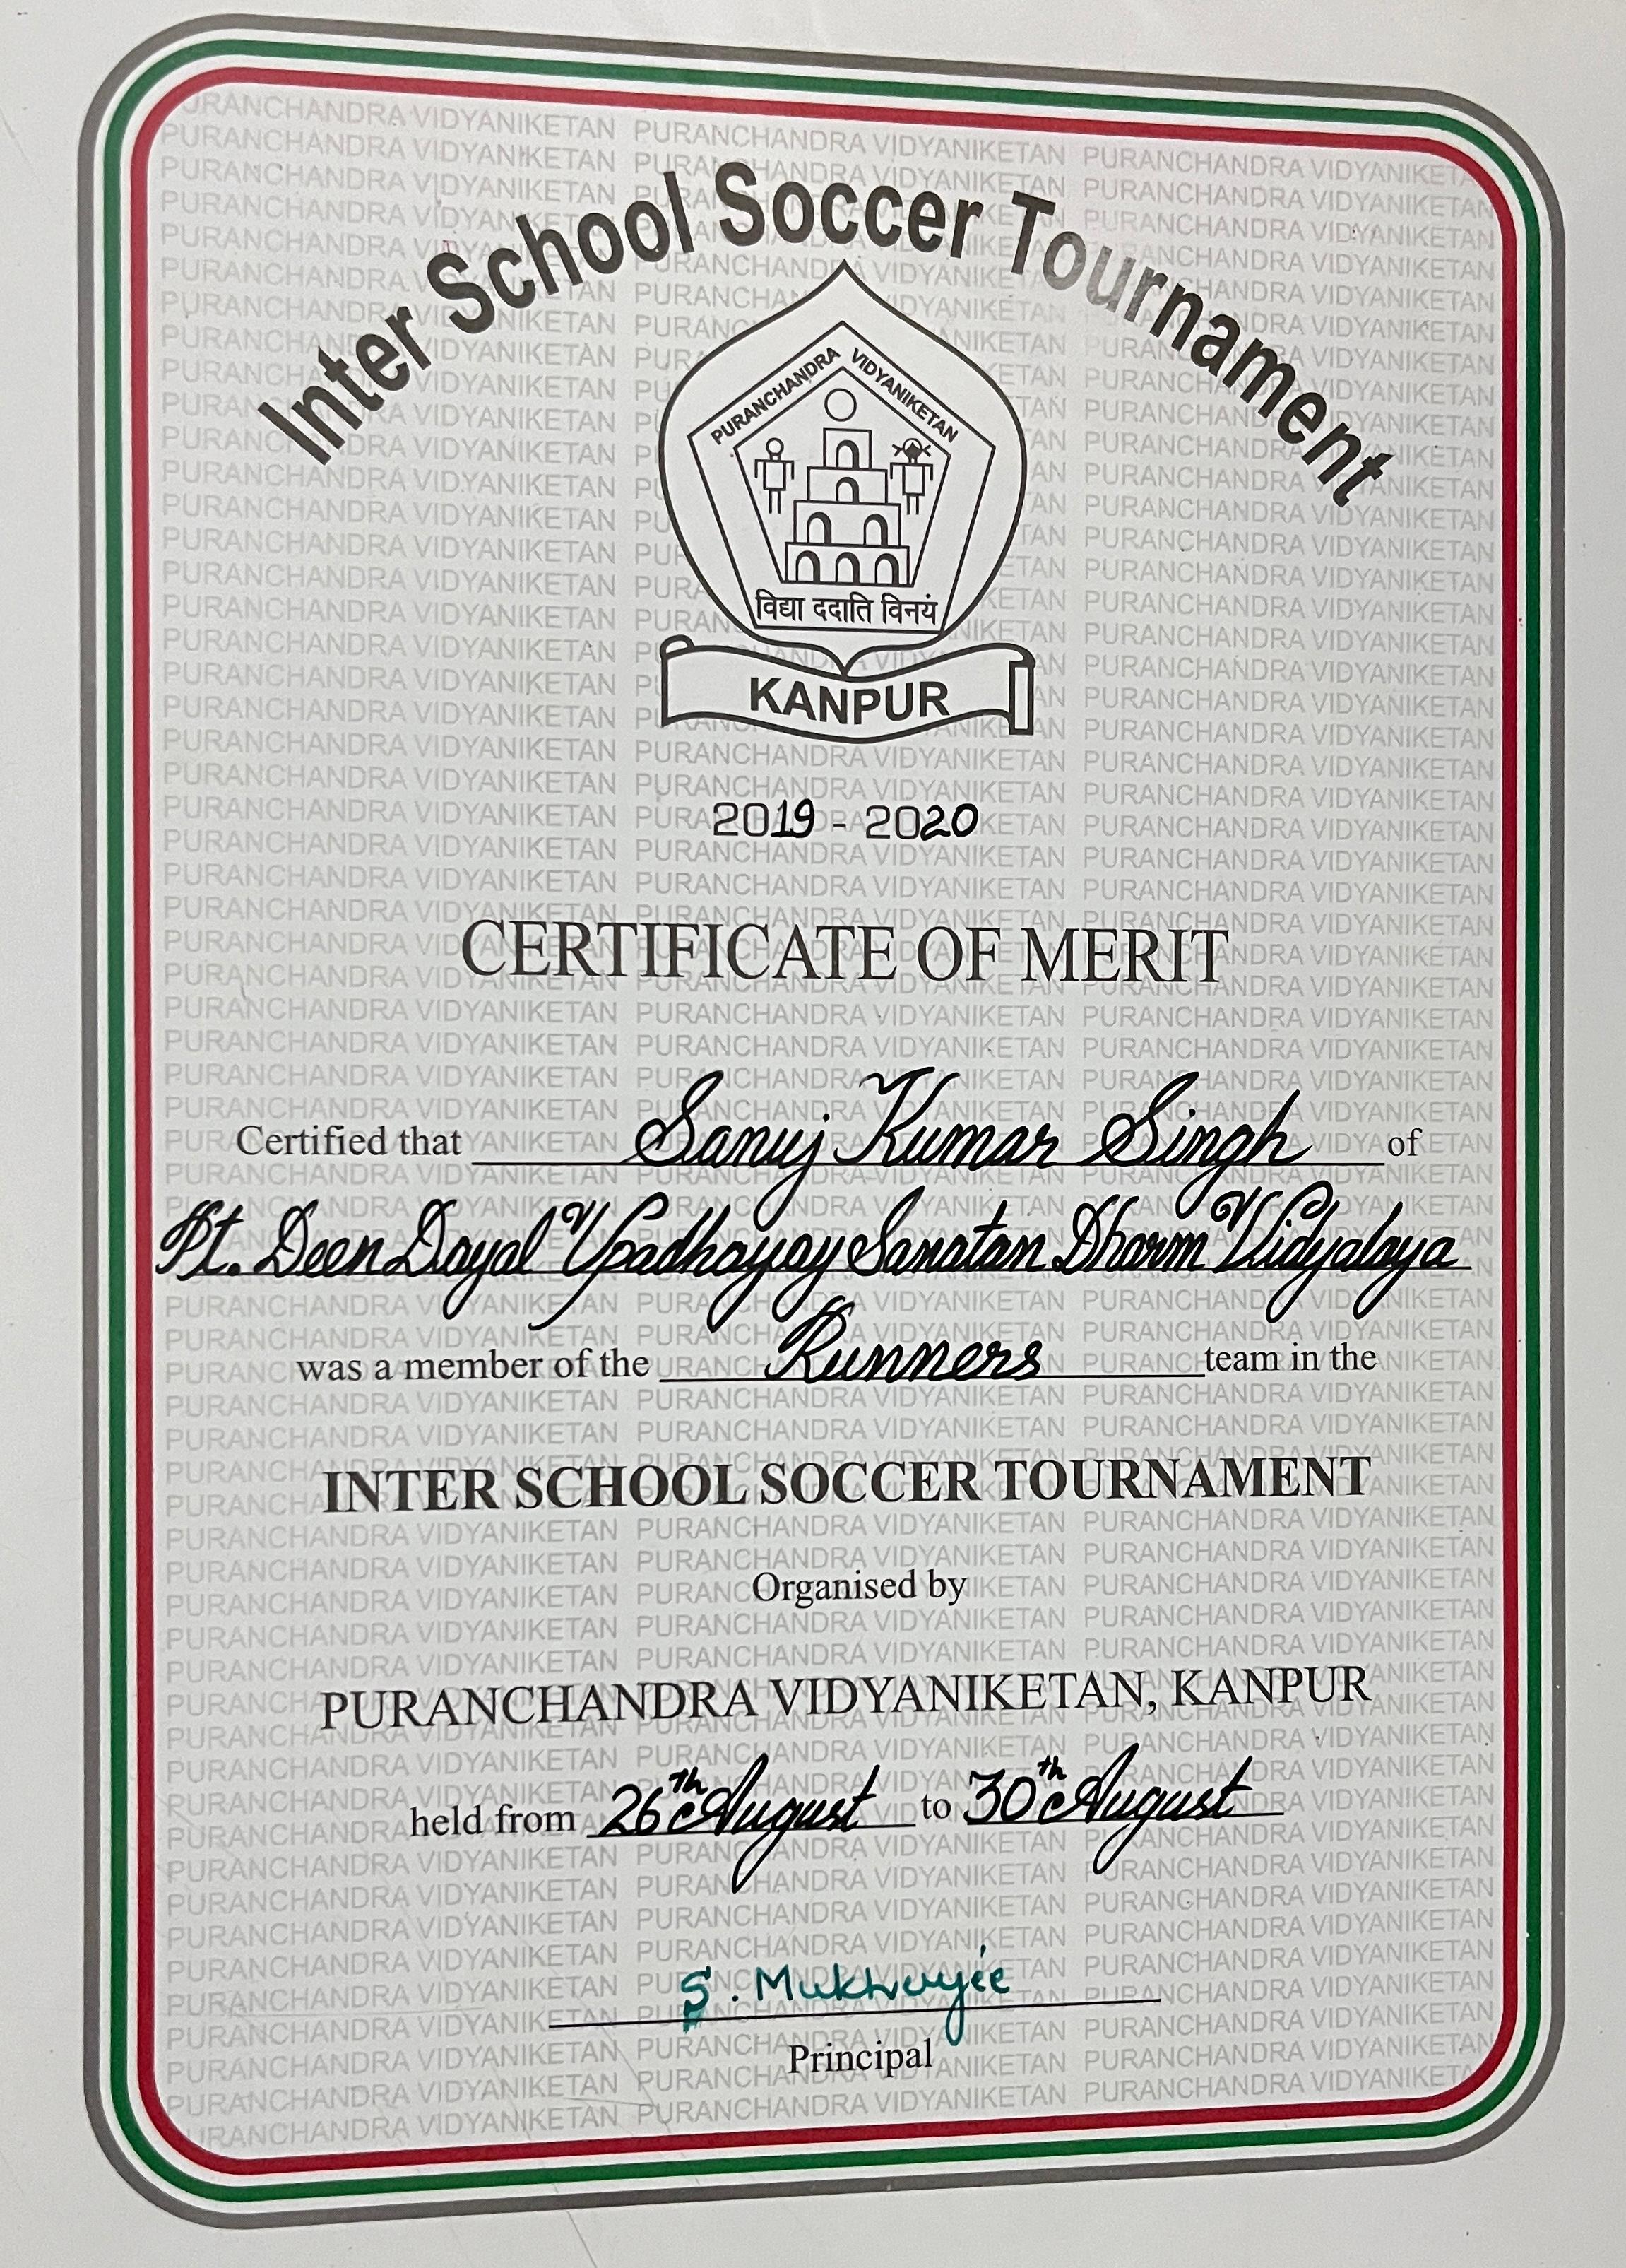 Inter School Soccer Tournament
PURANCHANDRA VIDYANIKETAN
विद्या ददाति विनयं
KANPUR
2019 - 2020
CERTIFICATE OF MERIT
Certified that Sanuj Kumar Singh of
Pt. Deen Dayal Upadhayay Sanatan Dharm Vidyalaya
was a member of the Runners team in the
INTER SCHOOL SOCCER TOURNAMENT
Organised by
PURANCHANDRA VIDYANIKETAN, KANPUR
held from 26th August to 30th August
S. Mukherjee
Principal